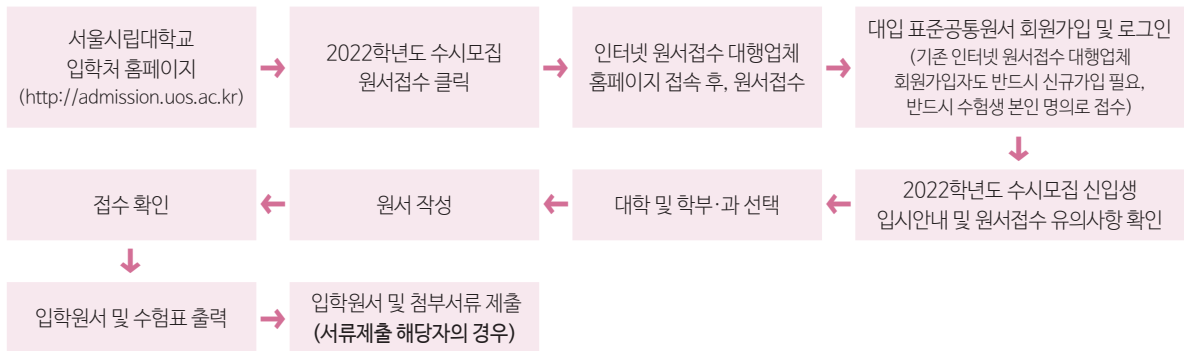 서울시립대학교
입학처 홈페이지
(http://admission.uos.ac.kr)
2022학년도 수시모집
원서접수 클릭
인터넷 원서접수 대행업체
홈페이지 접속 후, 원서접수
대입 표준공통원서 회원가입 및 로그인
(기존 인터넷 원서접수 대행업체
회원가입자도 반드시 신규가입 필요,
반드시 수험생 본인 명의로 접수)
2022학년도 수시모집 신입생
입시안내 및 원서접수 유의사항 확인
대학 및 학부·과 선택
원서 작성
접수 확인
입학원서 및 수험표 출력
입학원서 및 첨부서류 제출
(서류제출 해당자의 경우)